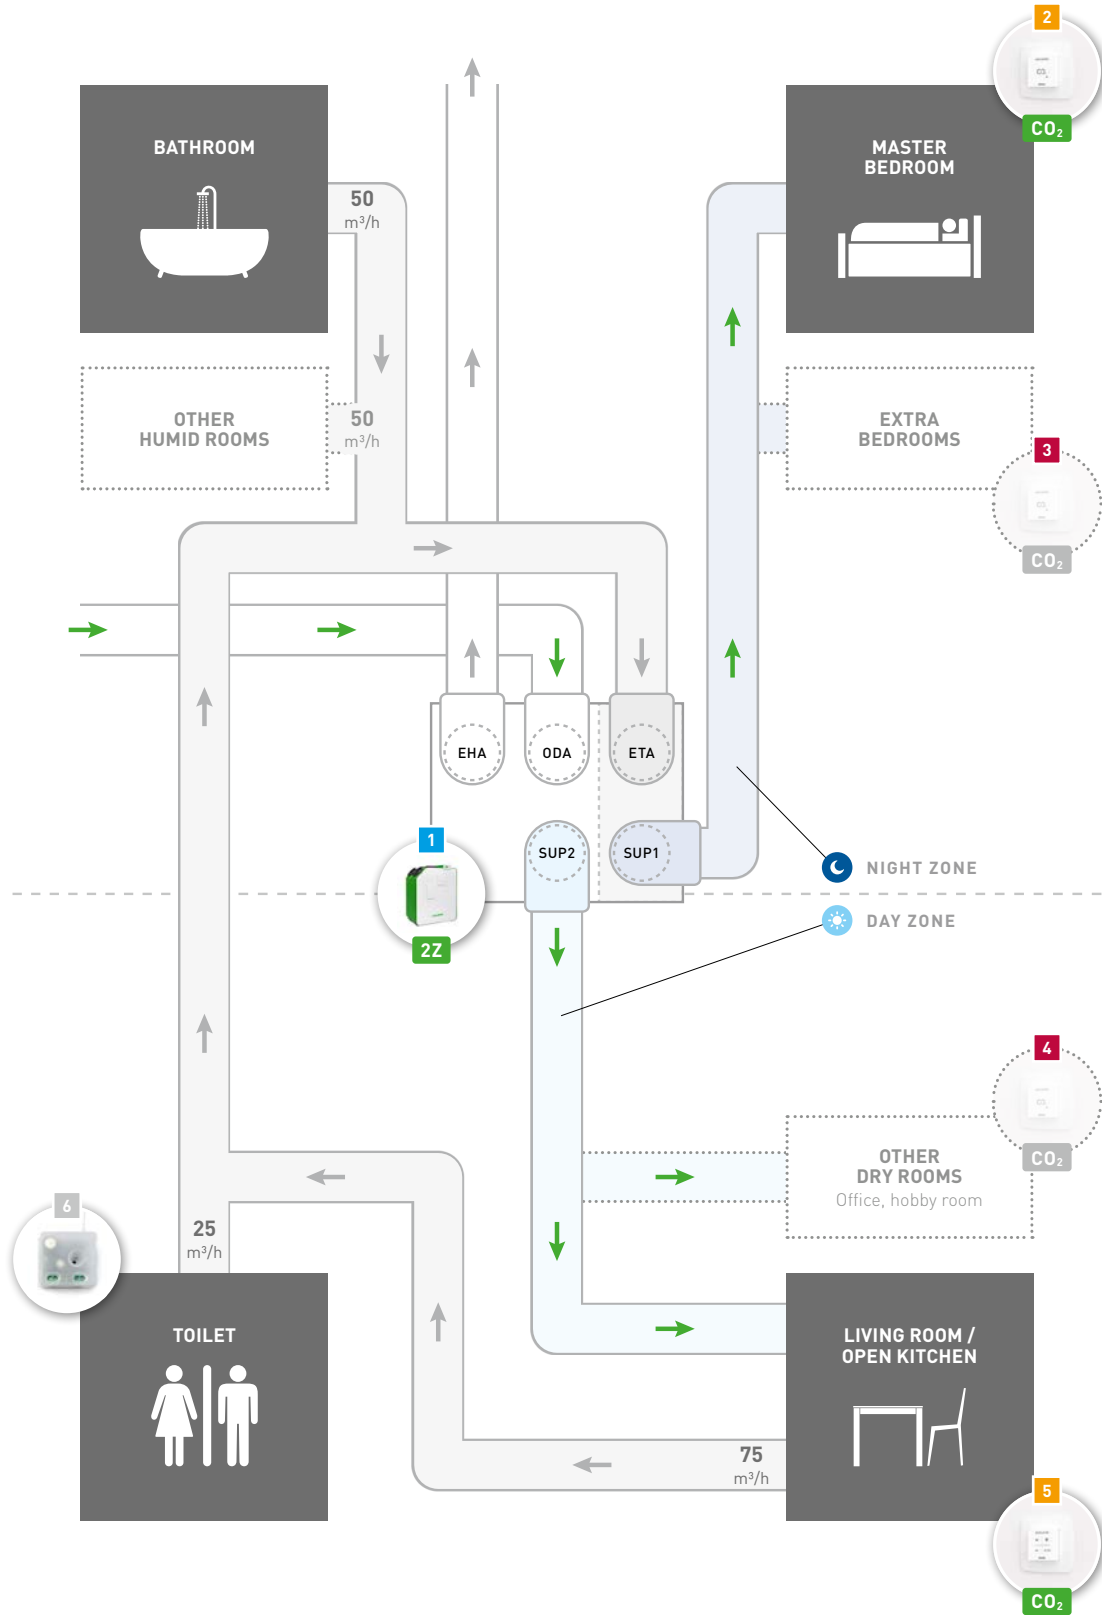 2
CO₂
BATHROOM
MASTER
BEDROOM
50
m³/h
OTHER
HUMID ROOMS
50
m³/h
EXTRA
BEDROOMS
3
CO₂
EHA
ODA
ETA
SUP2
SUP1
1
2Z
NIGHT ZONE
DAY ZONE
4
CO₂
OTHER
DRY ROOMS
Office, hobby room
6
25
m³/h
TOILET
LIVING ROOM /
OPEN KITCHEN
75
m³/h
5
CO₂